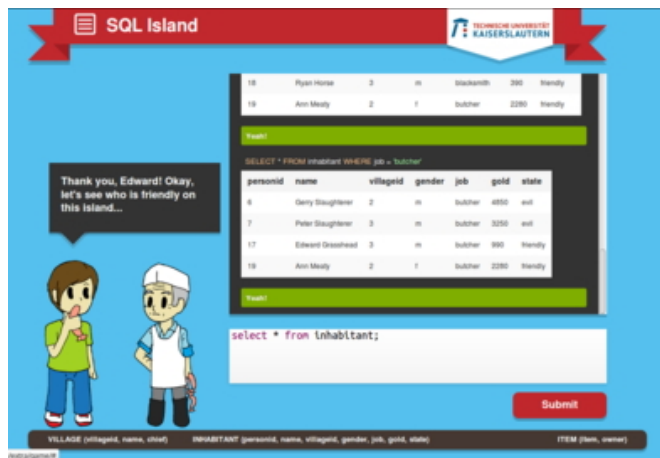 SQL Island
TECHNISCHE UNIVERSITÄT
KAISERSLAUTERN
18 Ryan Horse 3 m blacksmith 390 friendly
19 Ann Meaty 2 f butcher 2280 friendly
Yeah!
SELECT * FROM inhabitant WHERE job = 'butcher'
personid name villageid gender job gold state
6 Gerry Slaughterer 2 m butcher 4850 evil
7 Peter Slaughterer 3 m butcher 3250 evil
17 Edward Grasshead 3 m butcher 990 friendly
19 Ann Meaty 2 f butcher 2280 friendly
Yeah!
Thank you, Edward! Okay,
let's see who is friendly on
this island...
select * from inhabitant;
Submit
VILLAGE (villageid, name, chief) INHABITANT (personid, name, villageid, gender, job, gold, state) ITEM (item, owner)